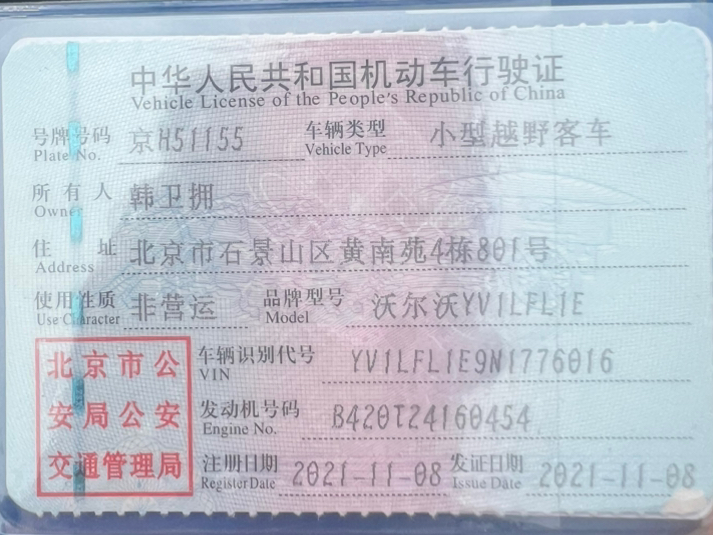 中华人民共和国机动车行驶证
Vehicle License of the People's Republic of China
号牌号码 京H51155 车辆类型 小型越野客车
Plate No. Vehicle Type
所有人 韩卫拥
Owner
住址 北京市石景山区黄南苑4栋801号
Address
使用性质 非营运 品牌型号 沃尔沃YV1LFL1E
Use Character Model
北京市公安局公安交通管理局
车辆识别代号 YV1LFL1E9N1776016
VIN
发动机号码 B420T24160454
Engine No.
注册日期 2021-11-08 发证日期 2021-11-08
Register Date Issue Date